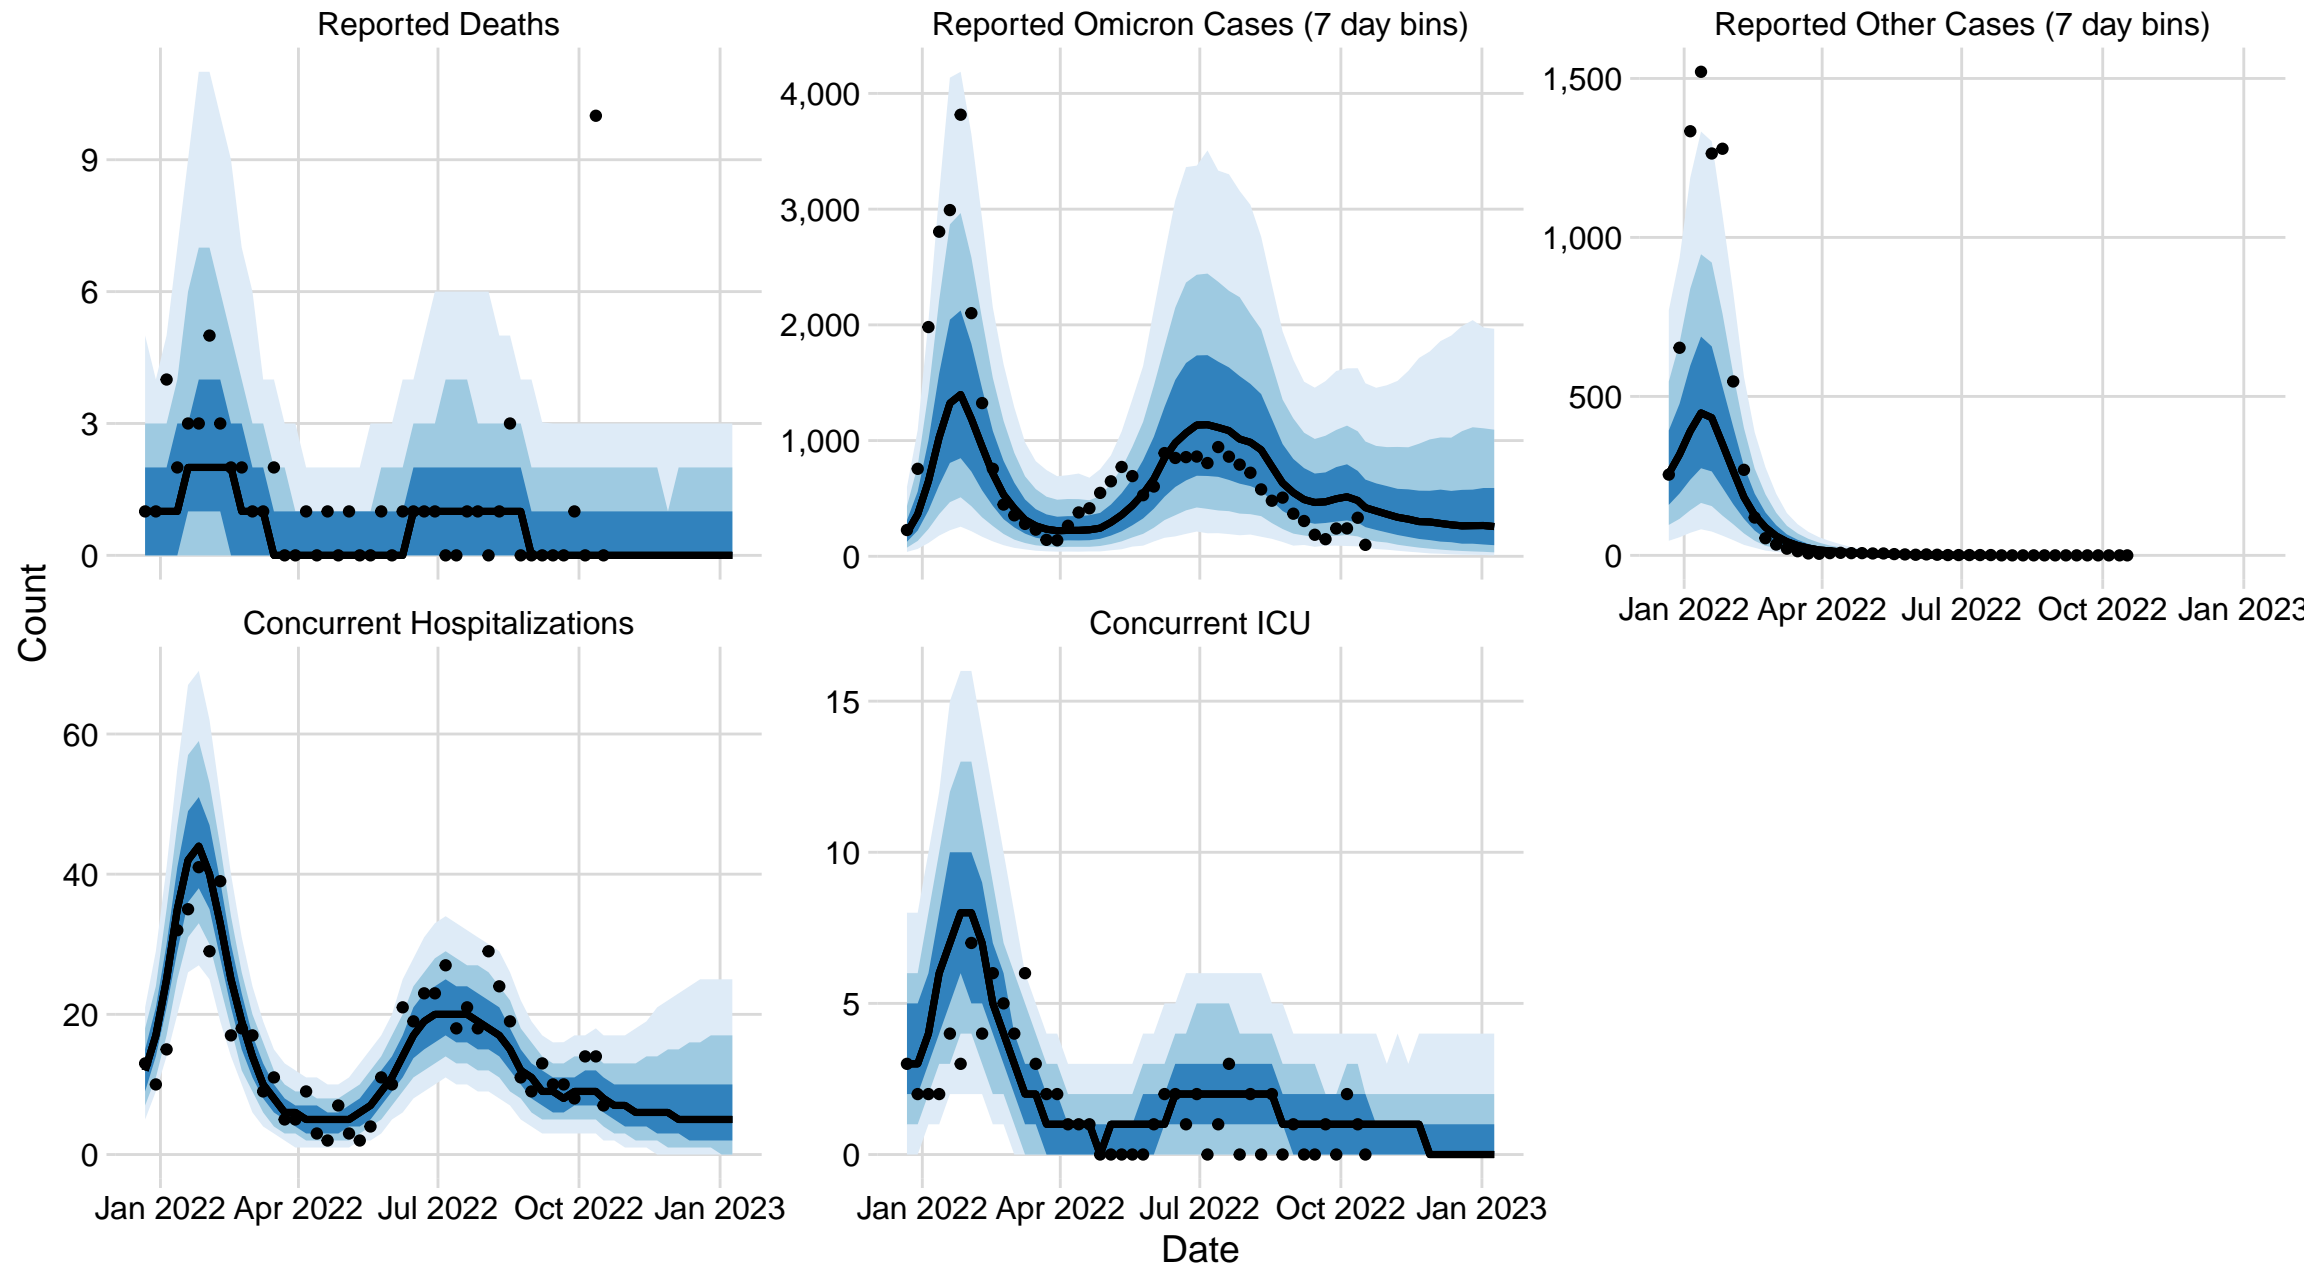 Reported Deaths
Reported Omicron Cases (7 day bins)
Reported Other Cases (7 day bins)
9
6
3
0
4,000
3,000
2,000
1,000
0
1,500
1,000
500
0
Jan 2022 Apr 2022 Jul 2022 Oct 2022 Jan 2023
Count
Concurrent Hospitalizations
Concurrent ICU
60
40
20
0
15
10
5
0
Jan 2022 Apr 2022 Jul 2022 Oct 2022 Jan 2023
Jan 2022 Apr 2022 Jul 2022 Oct 2022 Jan 2023
Date